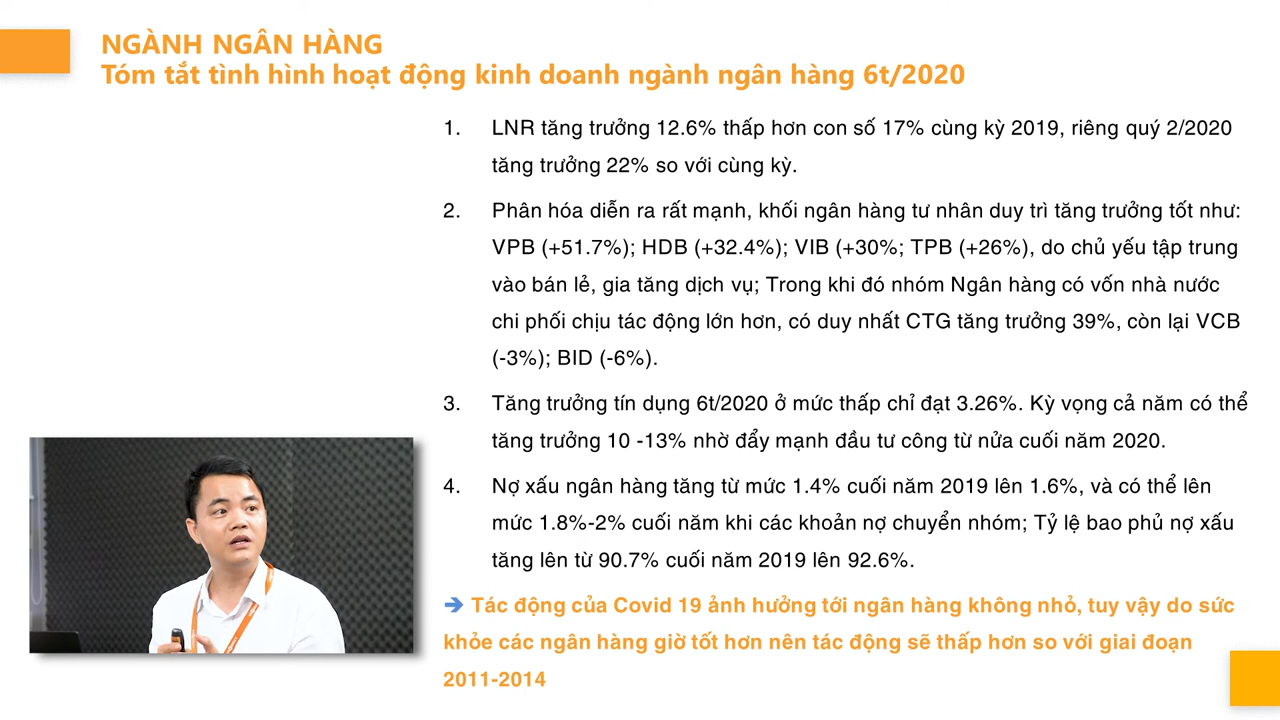 NGÀNH NGÂN HÀNG
Tóm tắt tình hình hoạt động kinh doanh ngành ngân hàng 6t/2020
1. LNR tăng trưởng 12.6% thấp hơn con số 17% cùng kỳ 2019, riêng quý 2/2020
tăng trưởng 22% so với cùng kỳ.
2. Phân hóa diễn ra rất mạnh, khối ngân hàng tư nhân duy trì tăng trưởng tốt như:
VPB (+51.7%); HDB (+32.4%); VIB (+30%; TPB (+26%), do chủ yếu tập trung
vào bán lẻ, gia tăng dịch vụ; Trong khi đó nhóm Ngân hàng có vốn nhà nước
chi phối chịu tác động lớn hơn, có duy nhất CTG tăng trưởng 39%, còn lại VCB
(-3%); BID (-6%).
3. Tăng trưởng tín dụng 6t/2020 ở mức thấp chỉ đạt 3.26%. Kỳ vọng cả năm có thể
tăng trưởng 10 -13% nhờ đẩy mạnh đầu tư công từ nửa cuối năm 2020.
4. Nợ xấu ngân hàng tăng từ mức 1.4% cuối năm 2019 lên 1.6%, và có thể lên
mức 1.8%-2% cuối năm khi các khoản nợ chuyển nhóm; Tỷ lệ bao phủ nợ xấu
tăng lên từ 90.7% cuối năm 2019 lên 92.6%.
➔ Tác động của Covid 19 ảnh hưởng tới ngân hàng không nhỏ, tuy vậy do sức
khỏe các ngân hàng giờ tốt hơn nên tác động sẽ thấp hơn so với giai đoạn
2011-2014